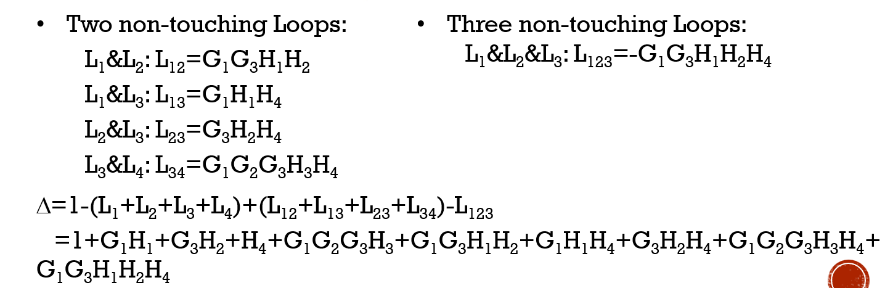 • Two non-touching Loops:
L₁&L₂: L₁₂=G₁G₃H₁H₂
L₁&L₃: L₁₃=G₁H₁H₄
L₂&L₃: L₂₃=G₃H₂H₄
L₃&L₄: L₃₄=G₁G₂G₃H₃H₄
• Three non-touching Loops:
L₁&L₂&L₃: L₁₂₃=-G₁G₃H₁H₂H₄
Δ=1-(L₁+L₂+L₃+L₄)+(L₁₂+L₁₃+L₂₃+L₃₄)-L₁₂₃
=1+G₁H₁+G₃H₂+H₄+G₁G₂G₃H₃+G₁G₃H₁H₂+G₁H₁H₄+G₃H₂H₄+G₁G₂G₃H₃H₄+
G₁G₃H₁H₂H₄